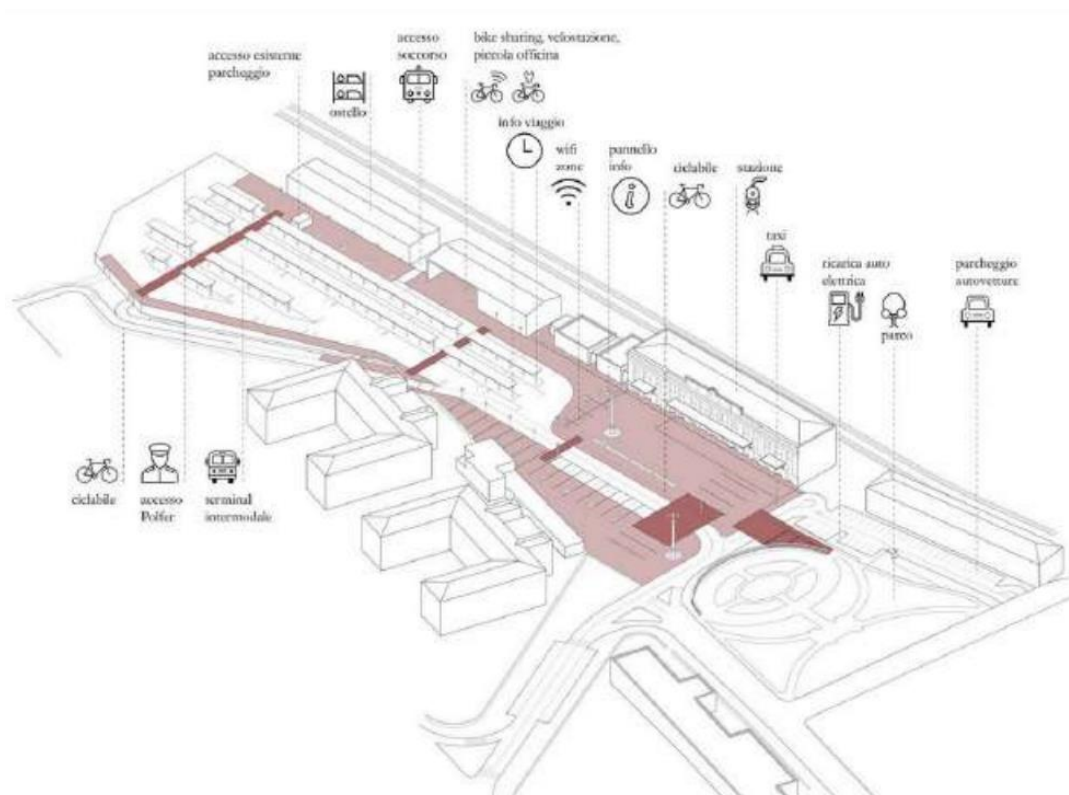 accesso esistente
parcheggio
ostello
accesso
soccorso
bike sharing, velostazione,
piccola officina
info viaggio
wifi
zone
pannello
info
ciclabile
stazione
taxi
ricarica auto
elettrica
parco
parcheggio
autovetture
ciclabile
accesso
Polfer
terminal
intermodale